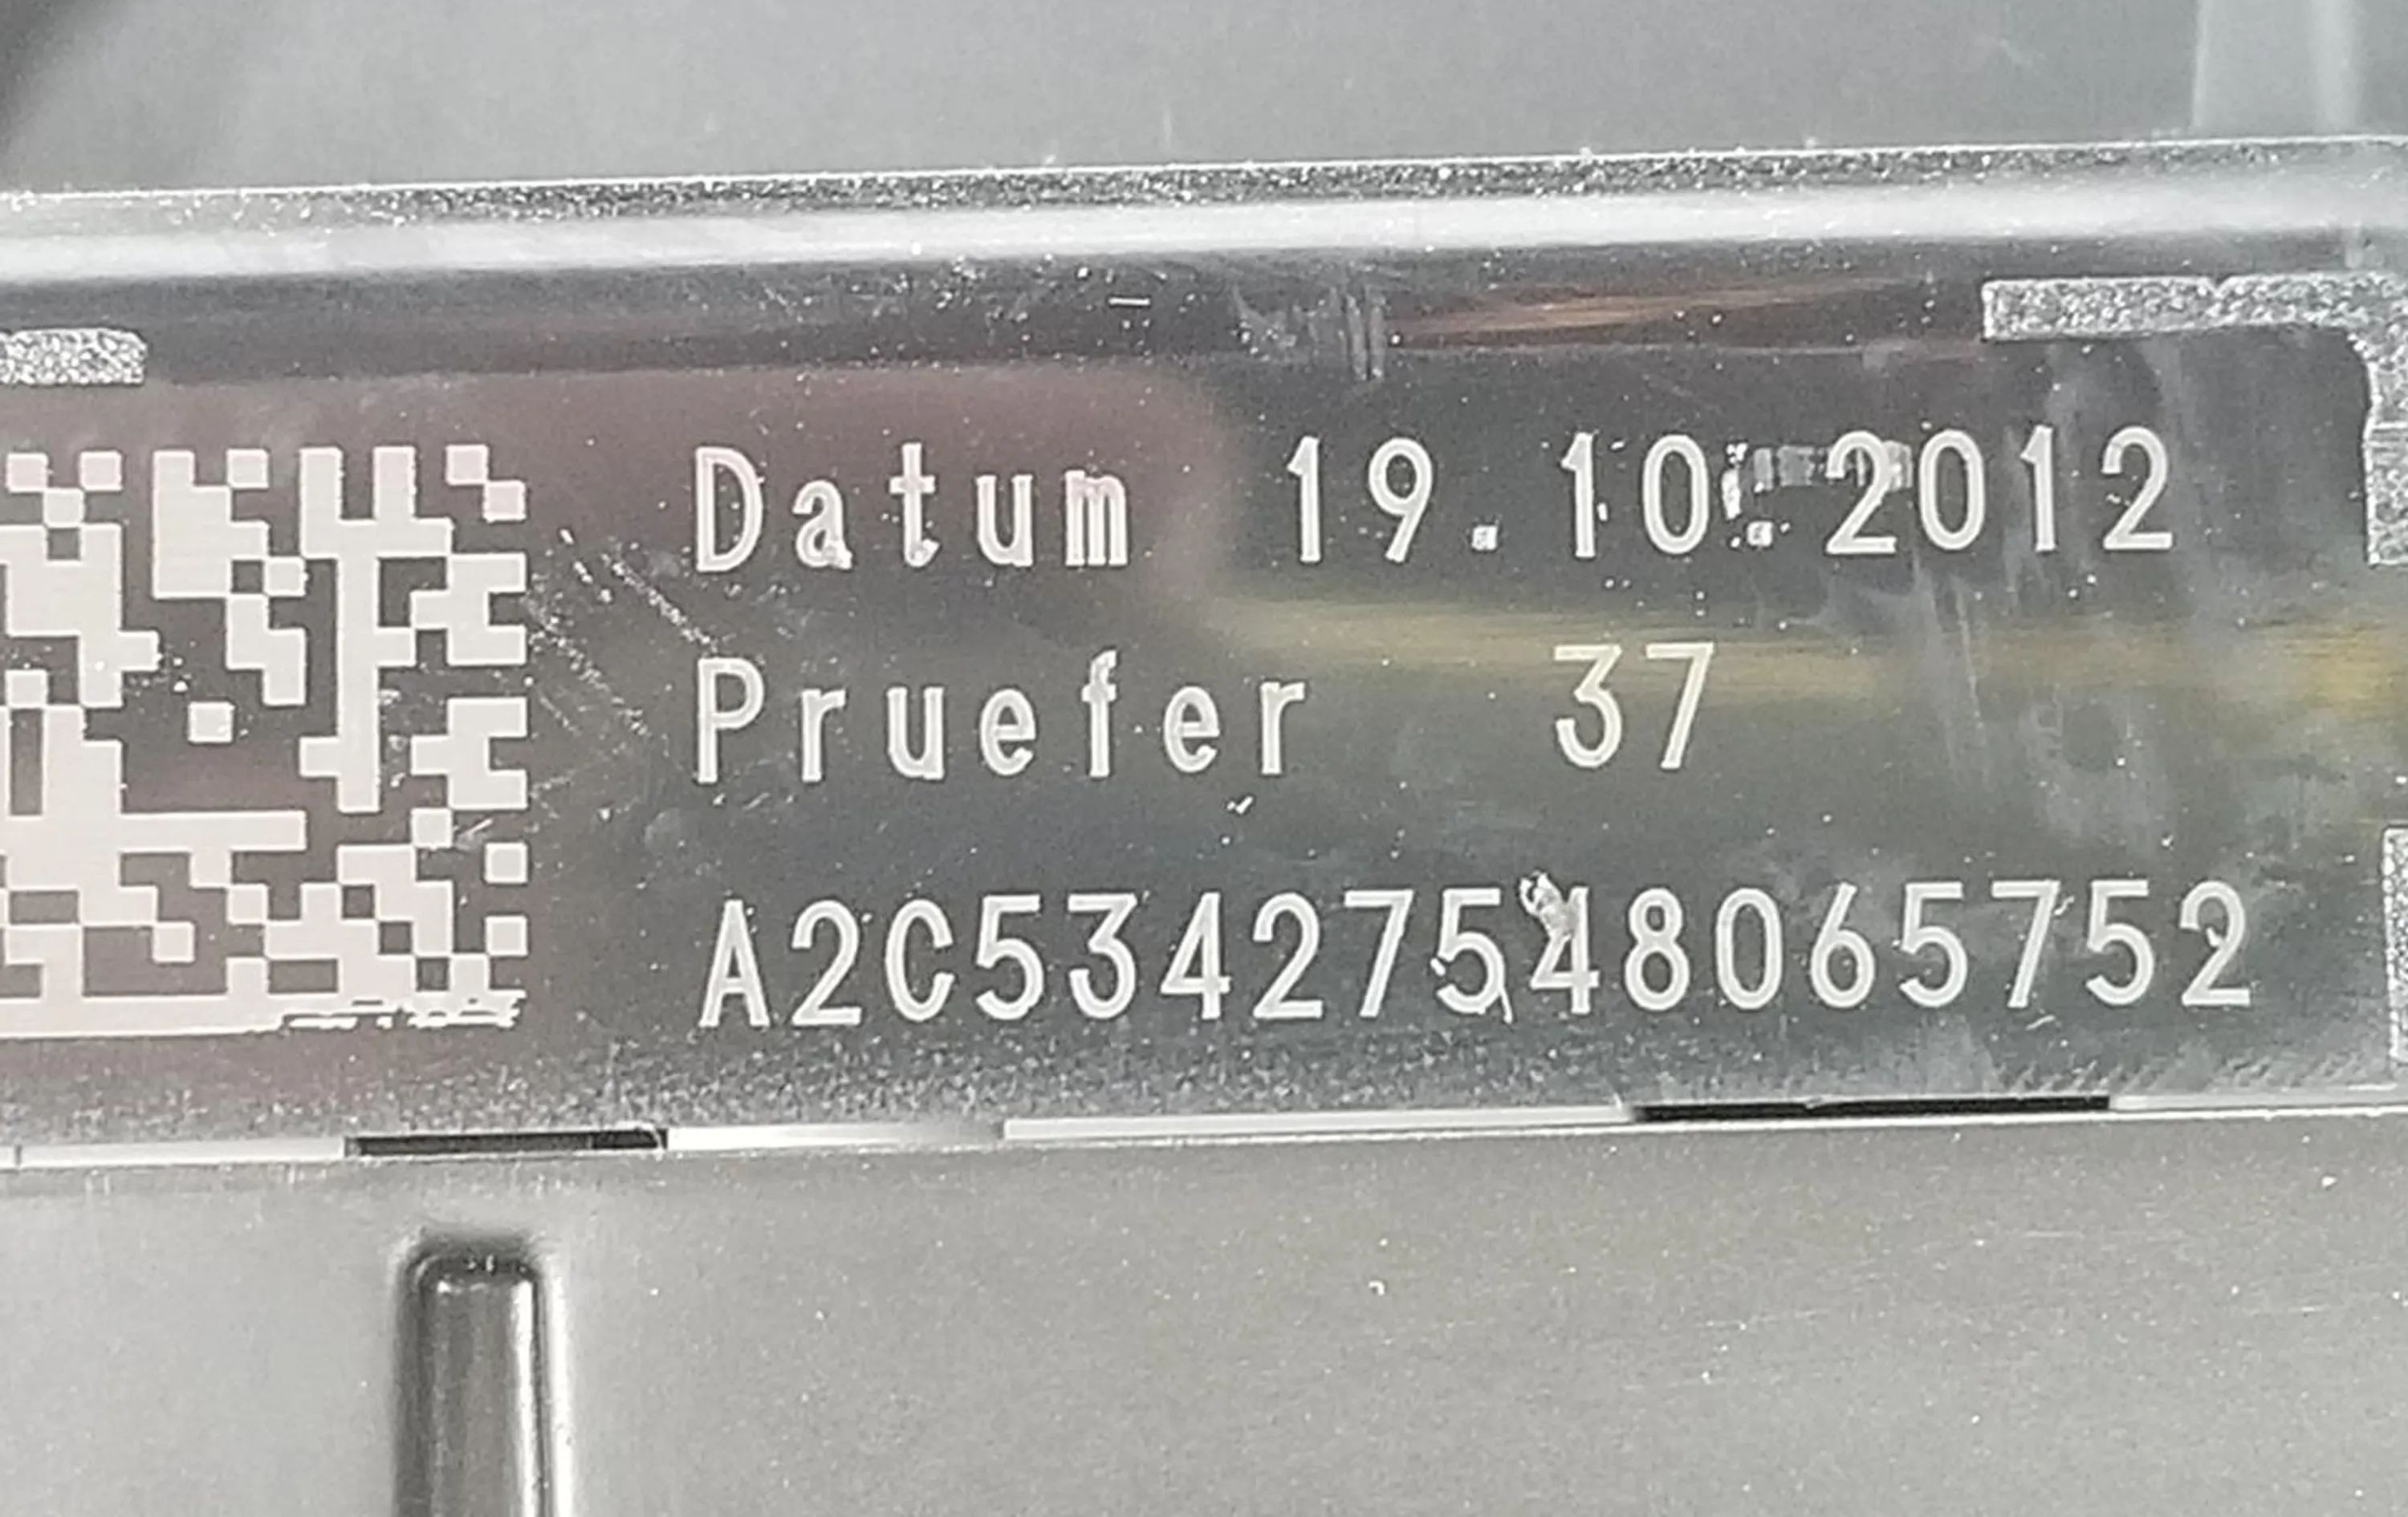 Datum 19.10.2012
Pruefer 37
A2C53427548065752